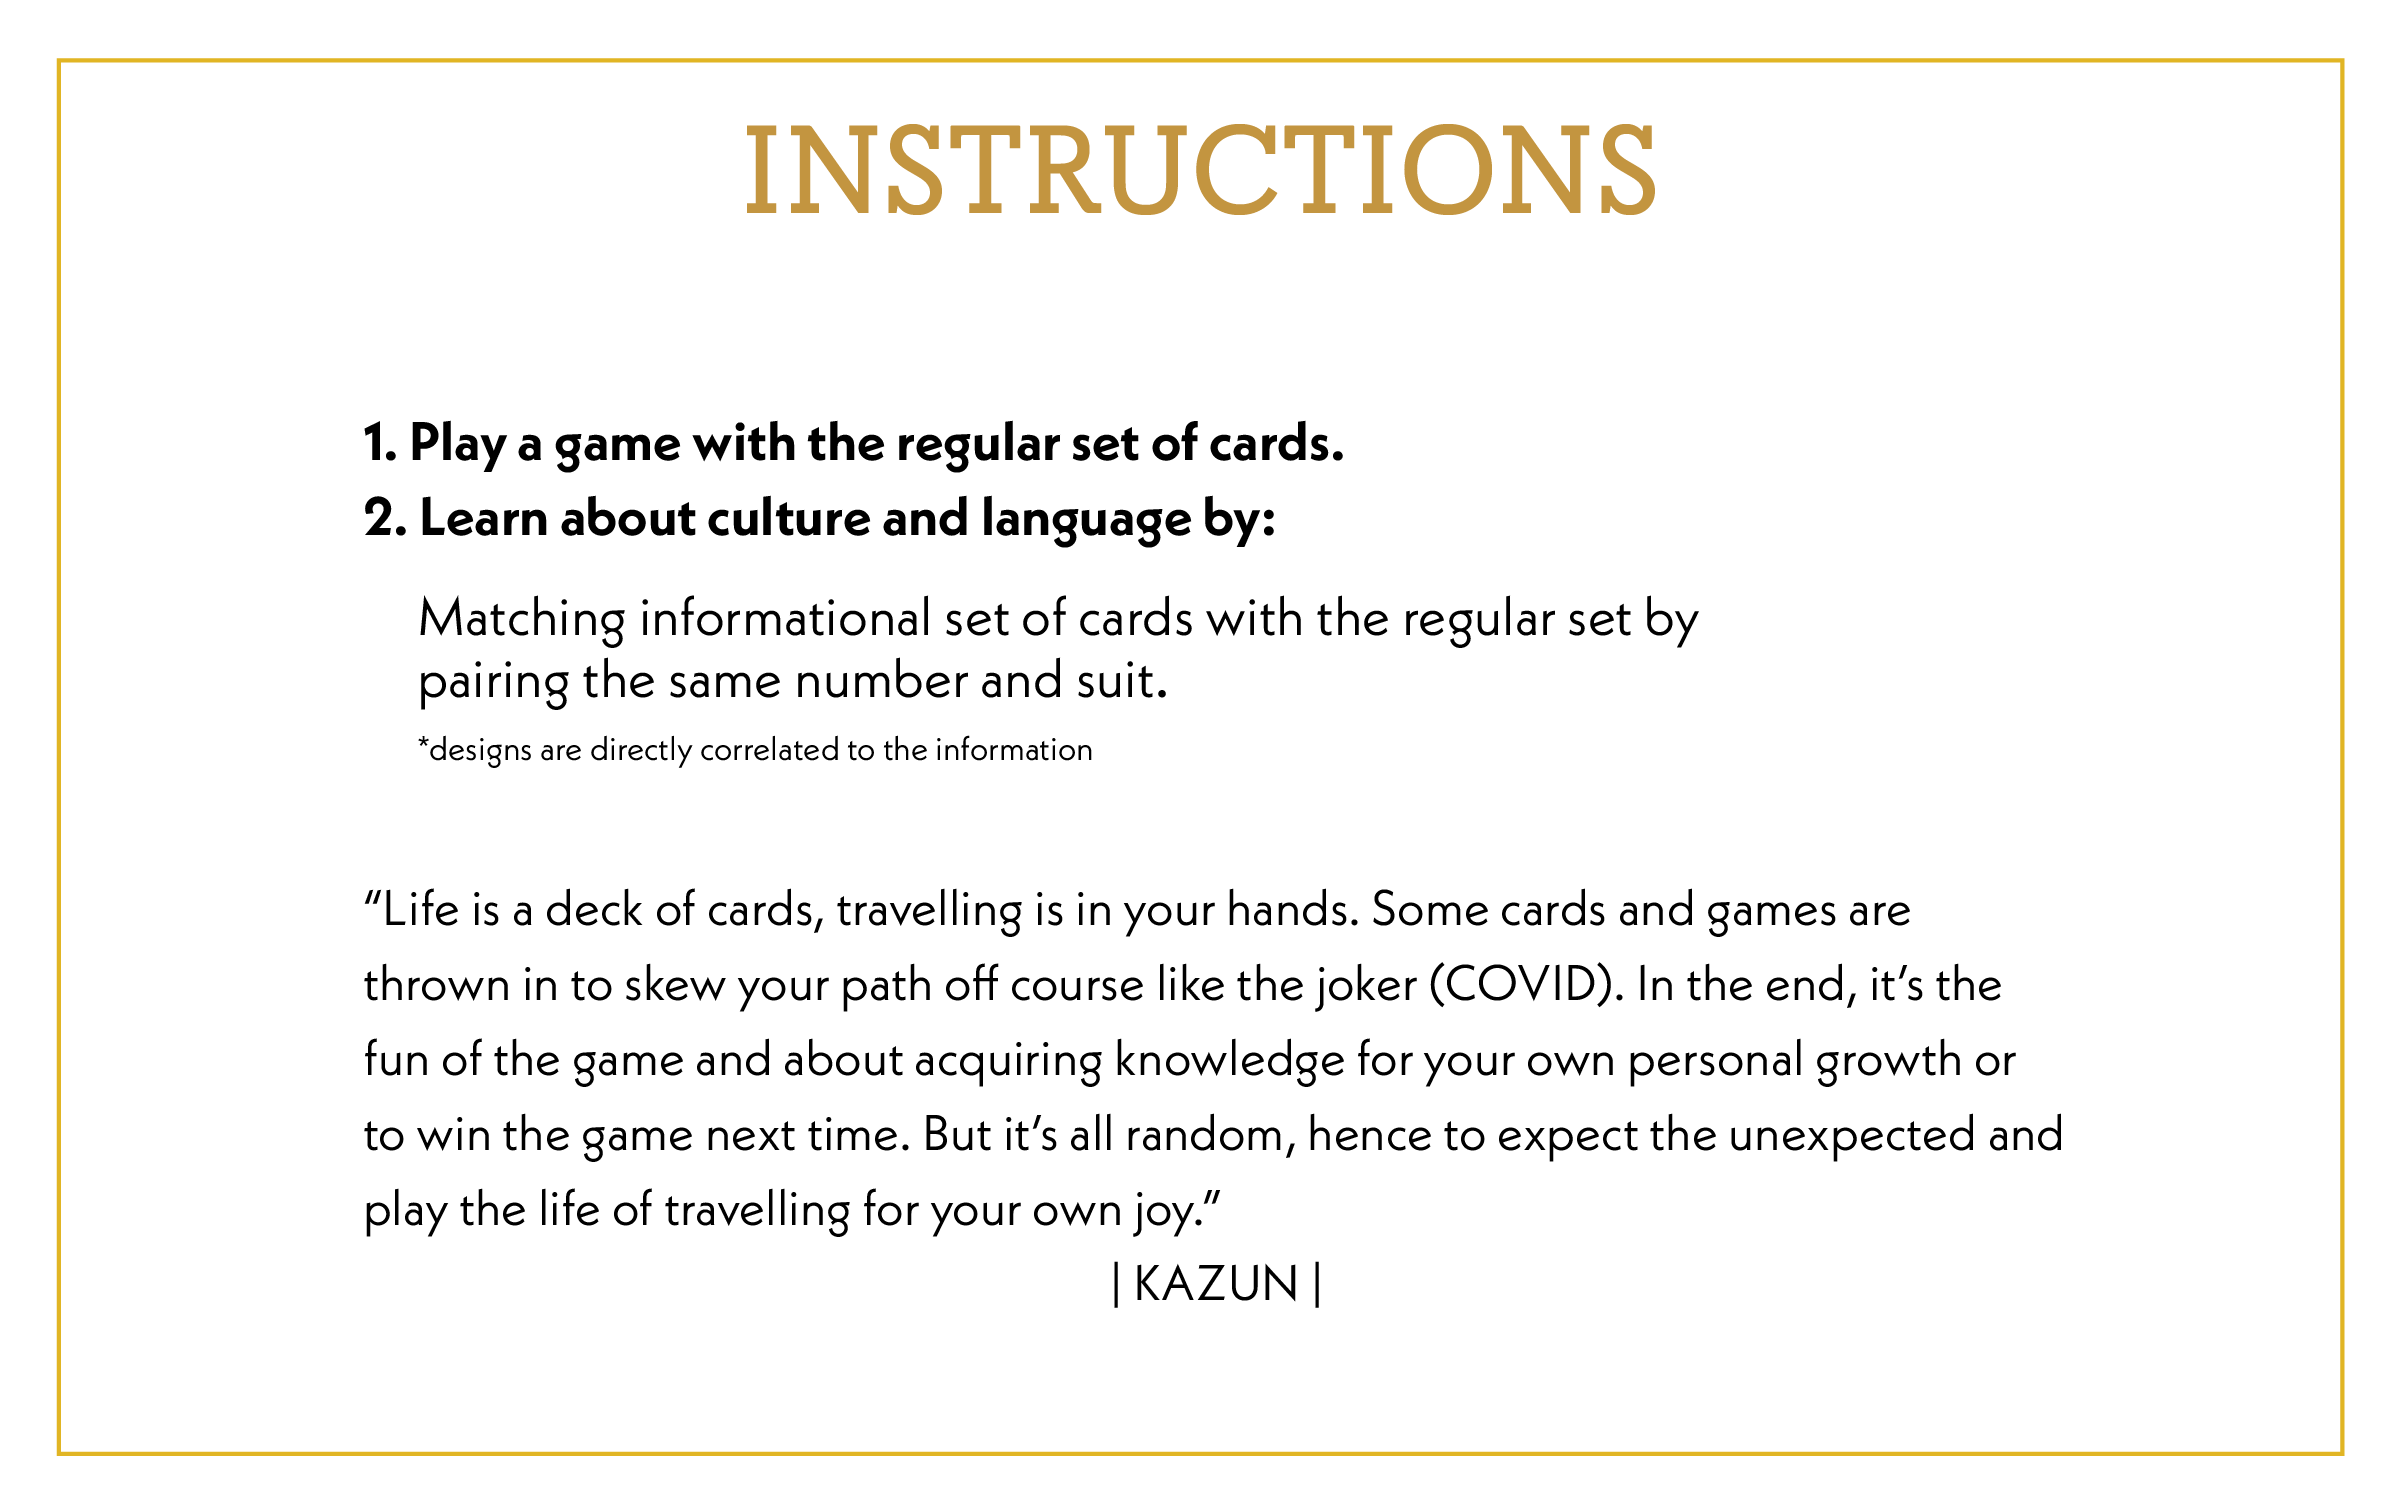 INSTRUCTIONS
1. Play a game with the regular set of cards.
2. Learn about culture and language by:
Matching informational set of cards with the regular set by
pairing the same number and suit.
*designs are directly correlated to the information
“Life is a deck of cards, travelling is in your hands. Some cards and games are
thrown in to skew your path off course like the joker (COVID). In the end, it’s the
fun of the game and about acquiring knowledge for your own personal growth or
to win the game next time. But it’s all random, hence to expect the unexpected and
play the life of travelling for your own joy.”
| KAZUN |